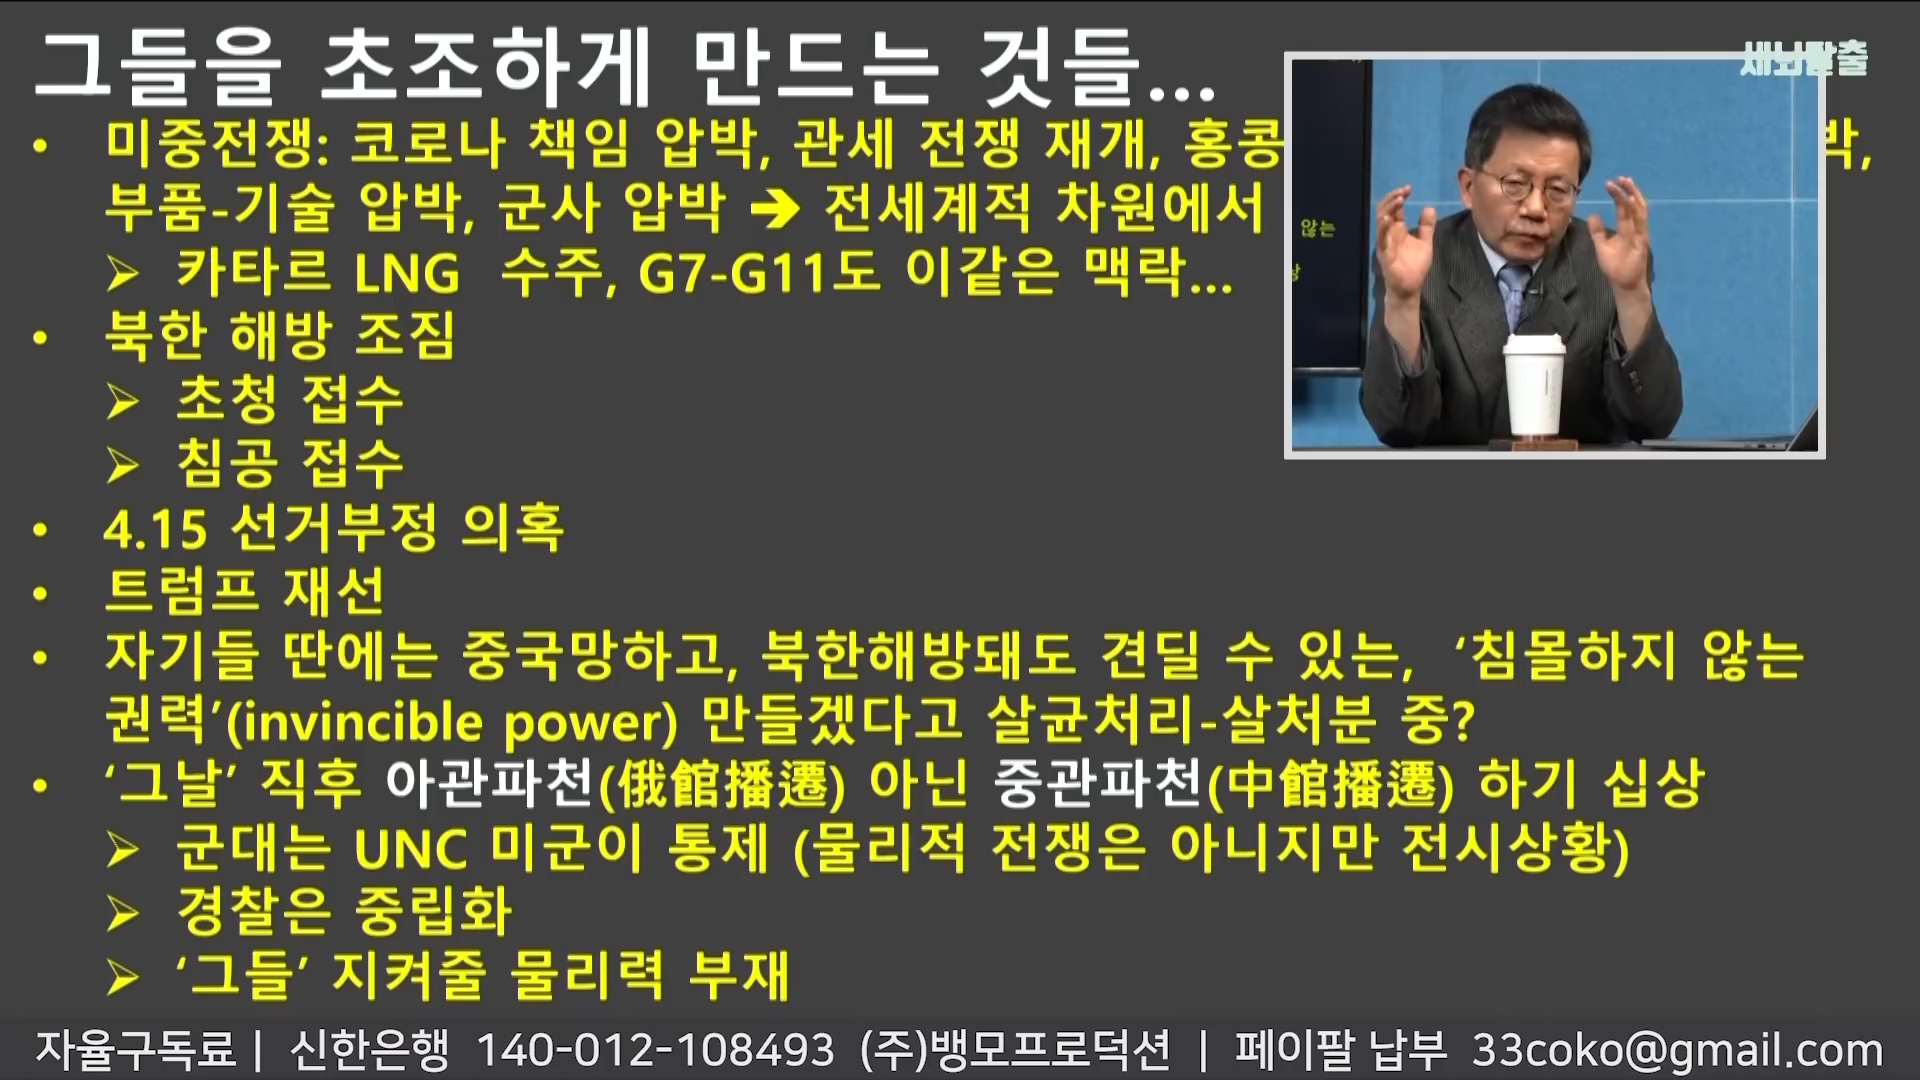 그들을 초조하게 만드는 것들...
세뇌탈출
• 미중전쟁: 코로나 책임 압박, 관세 전쟁 재개, 홍콩 박,
부품-기술 압박, 군사 압박 ➔ 전세계적 차원에서
➢ 카타르 LNG 수주, G7-G11도 이같은 맥락...
않는
• 북한 해방 조짐
➢ 초청 접수
➢ 침공 접수
• 4.15 선거부정 의혹
• 트럼프 재선
• 자기들 딴에는 중국망하고, 북한해방돼도 견딜 수 있는, ‘침몰하지 않는
권력’(invincible power) 만들겠다고 살균처리-살처분 중?
• ‘그날’ 직후 아관파천(俄館播遷) 아닌 중관파천(中館播遷) 하기 십상
➢ 군대는 UNC 미군이 통제 (물리적 전쟁은 아니지만 전시상황)
➢ 경찰은 중립화
➢ ‘그들’ 지켜줄 물리력 부재
자율구독료 | 신한은행 140-012-108493 (주)뱅모프로덕션 | 페이팔 납부 33coko@gmail.com